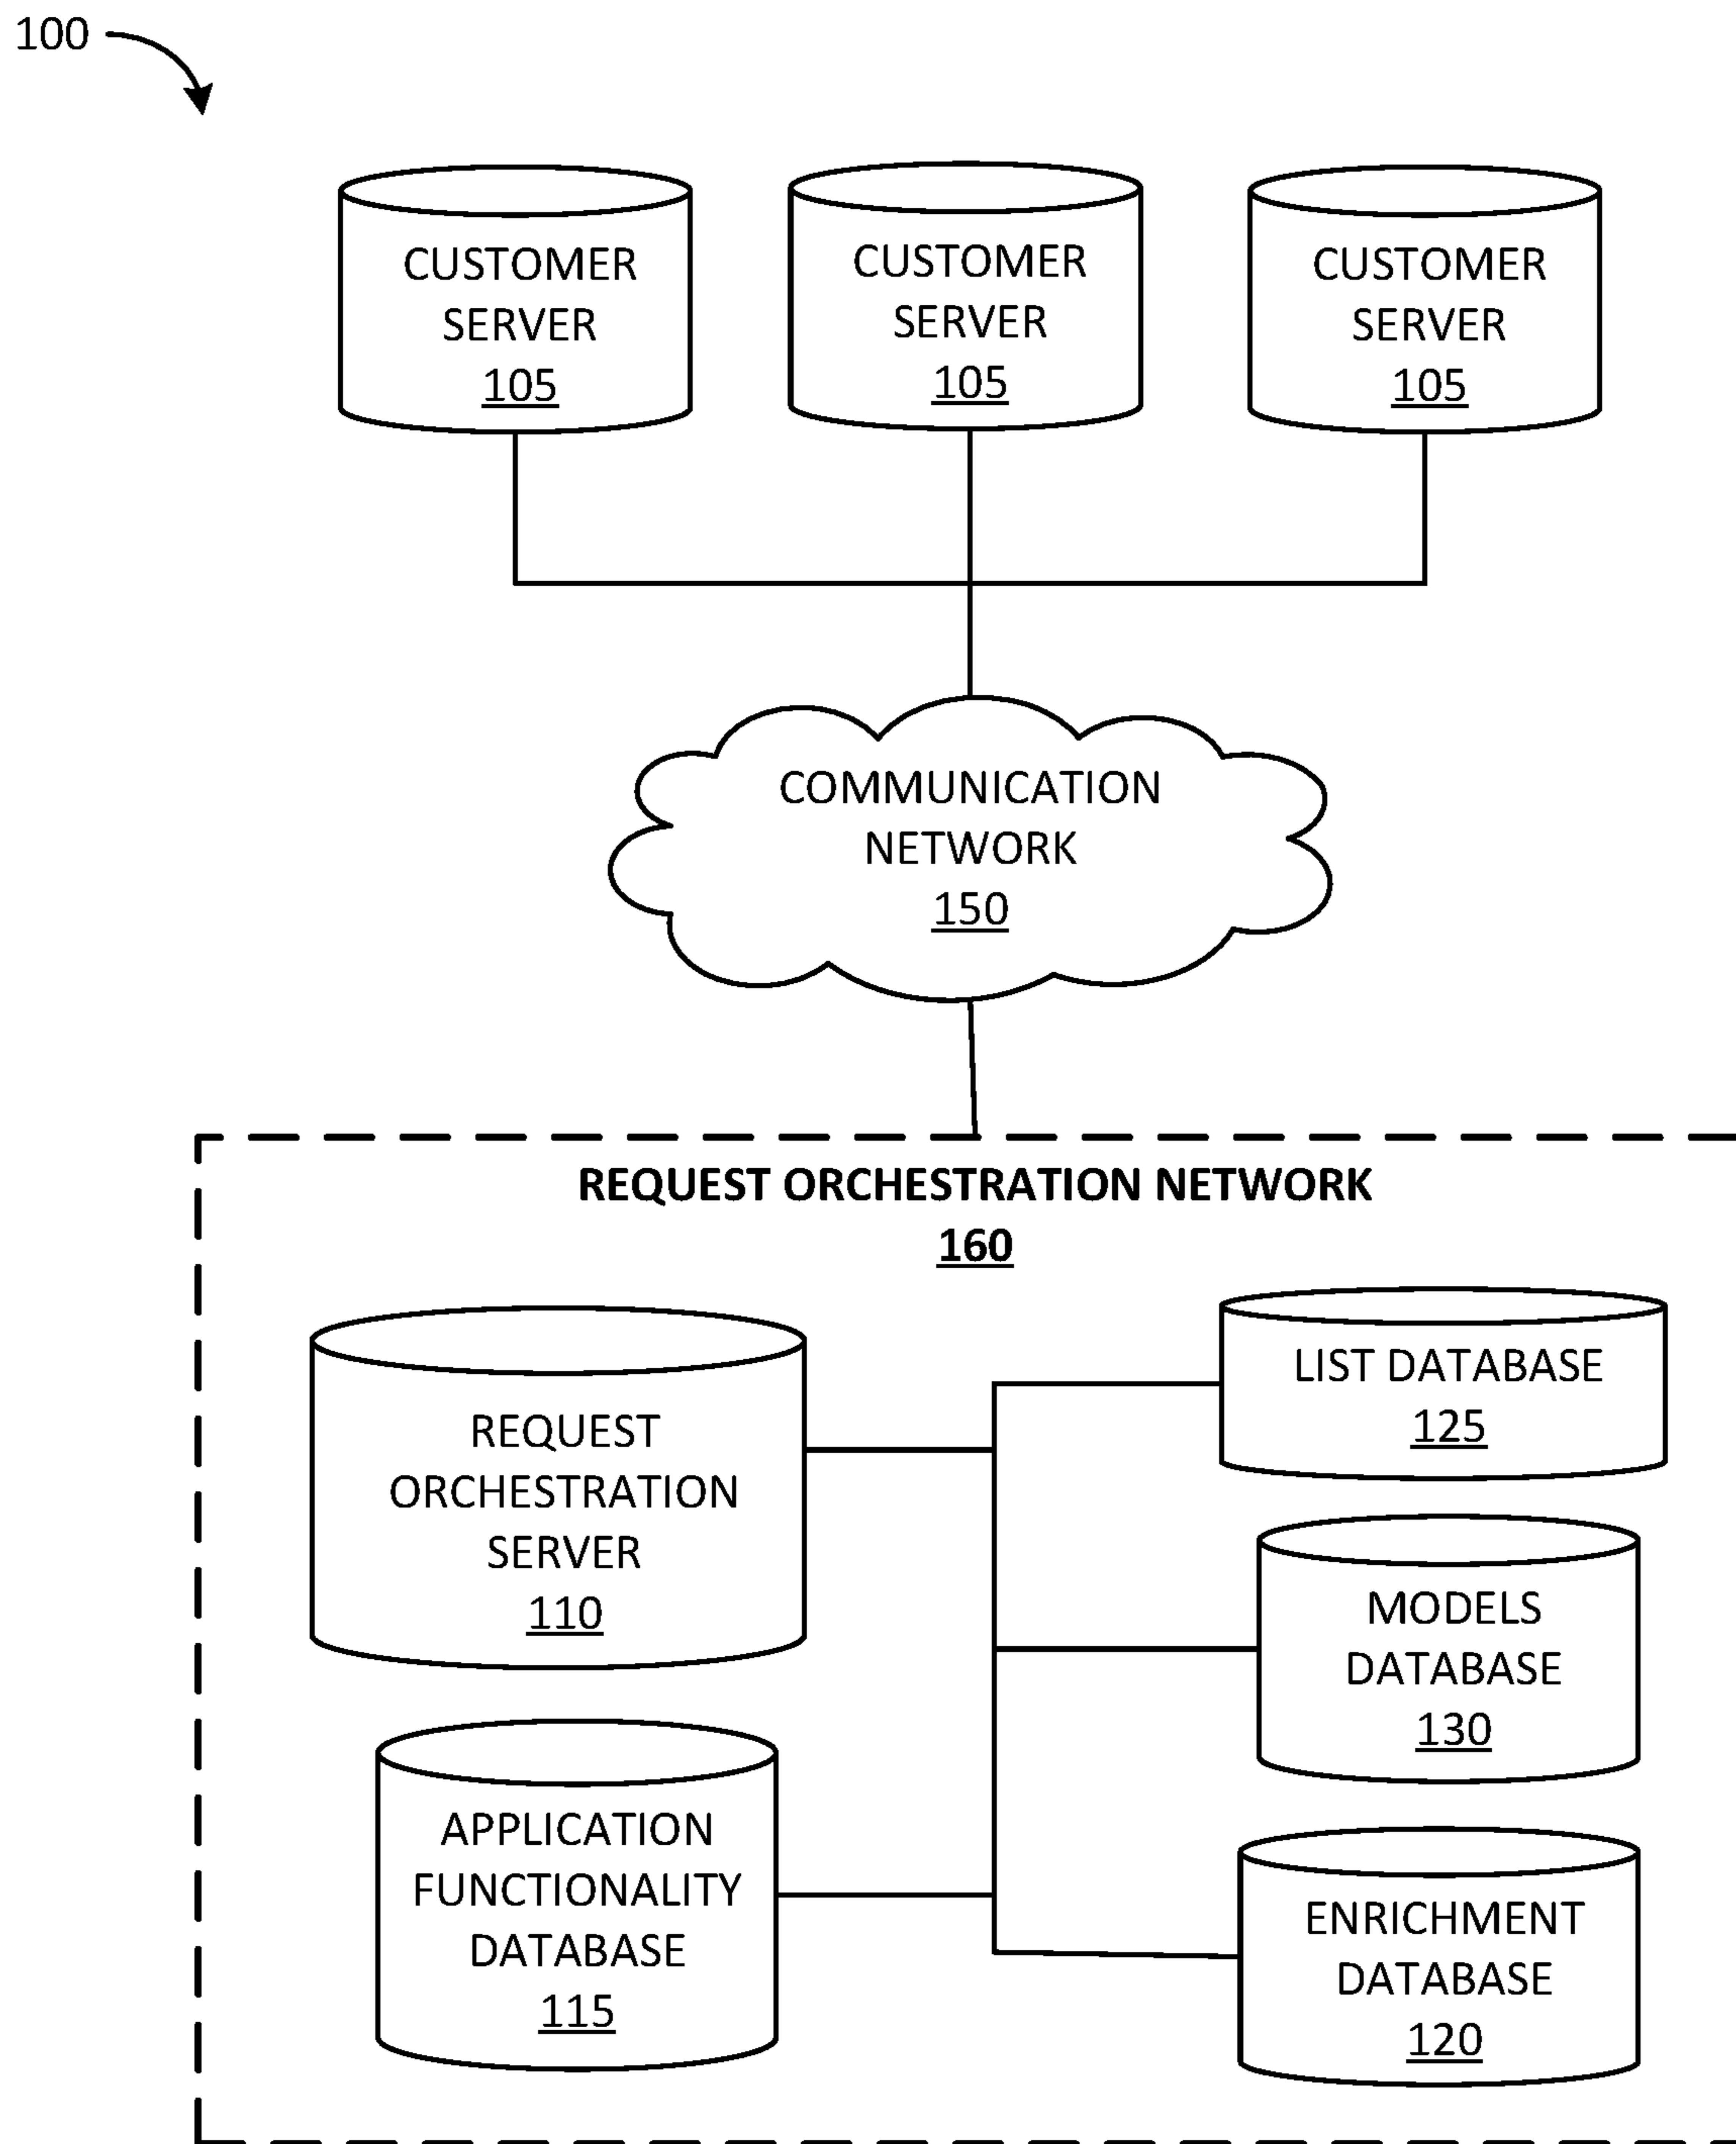 100
CUSTOMER
SERVER
105
CUSTOMER
SERVER
105
CUSTOMER
SERVER
105
COMMUNICATION
NETWORK
150
REQUEST ORCHESTRATION NETWORK
160
REQUEST
ORCHESTRATION
SERVER
110
LIST DATABASE
125
MODELS
DATABASE
130
APPLICATION
FUNCTIONALITY
DATABASE
115
ENRICHMENT
DATABASE
120